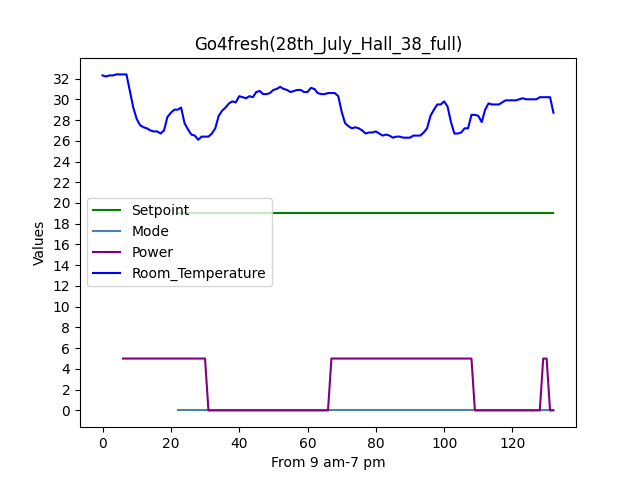 Go4fresh(28th_July_Hall_38_full)
32
30
28
26
24
22
20
18
16
14
12
10
8
6
4
2
0
Values
Setpoint
Mode
Power
Room_Temperature
0 20 40 60 80 100 120
From 9 am-7 pm